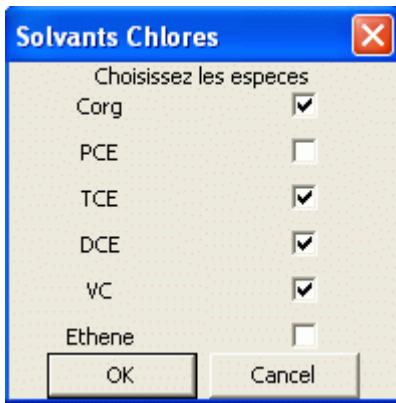 Solvants Chlores
Choisissez les especes
Corg
PCE
TCE
DCE
VC
Ethene
OK Cancel